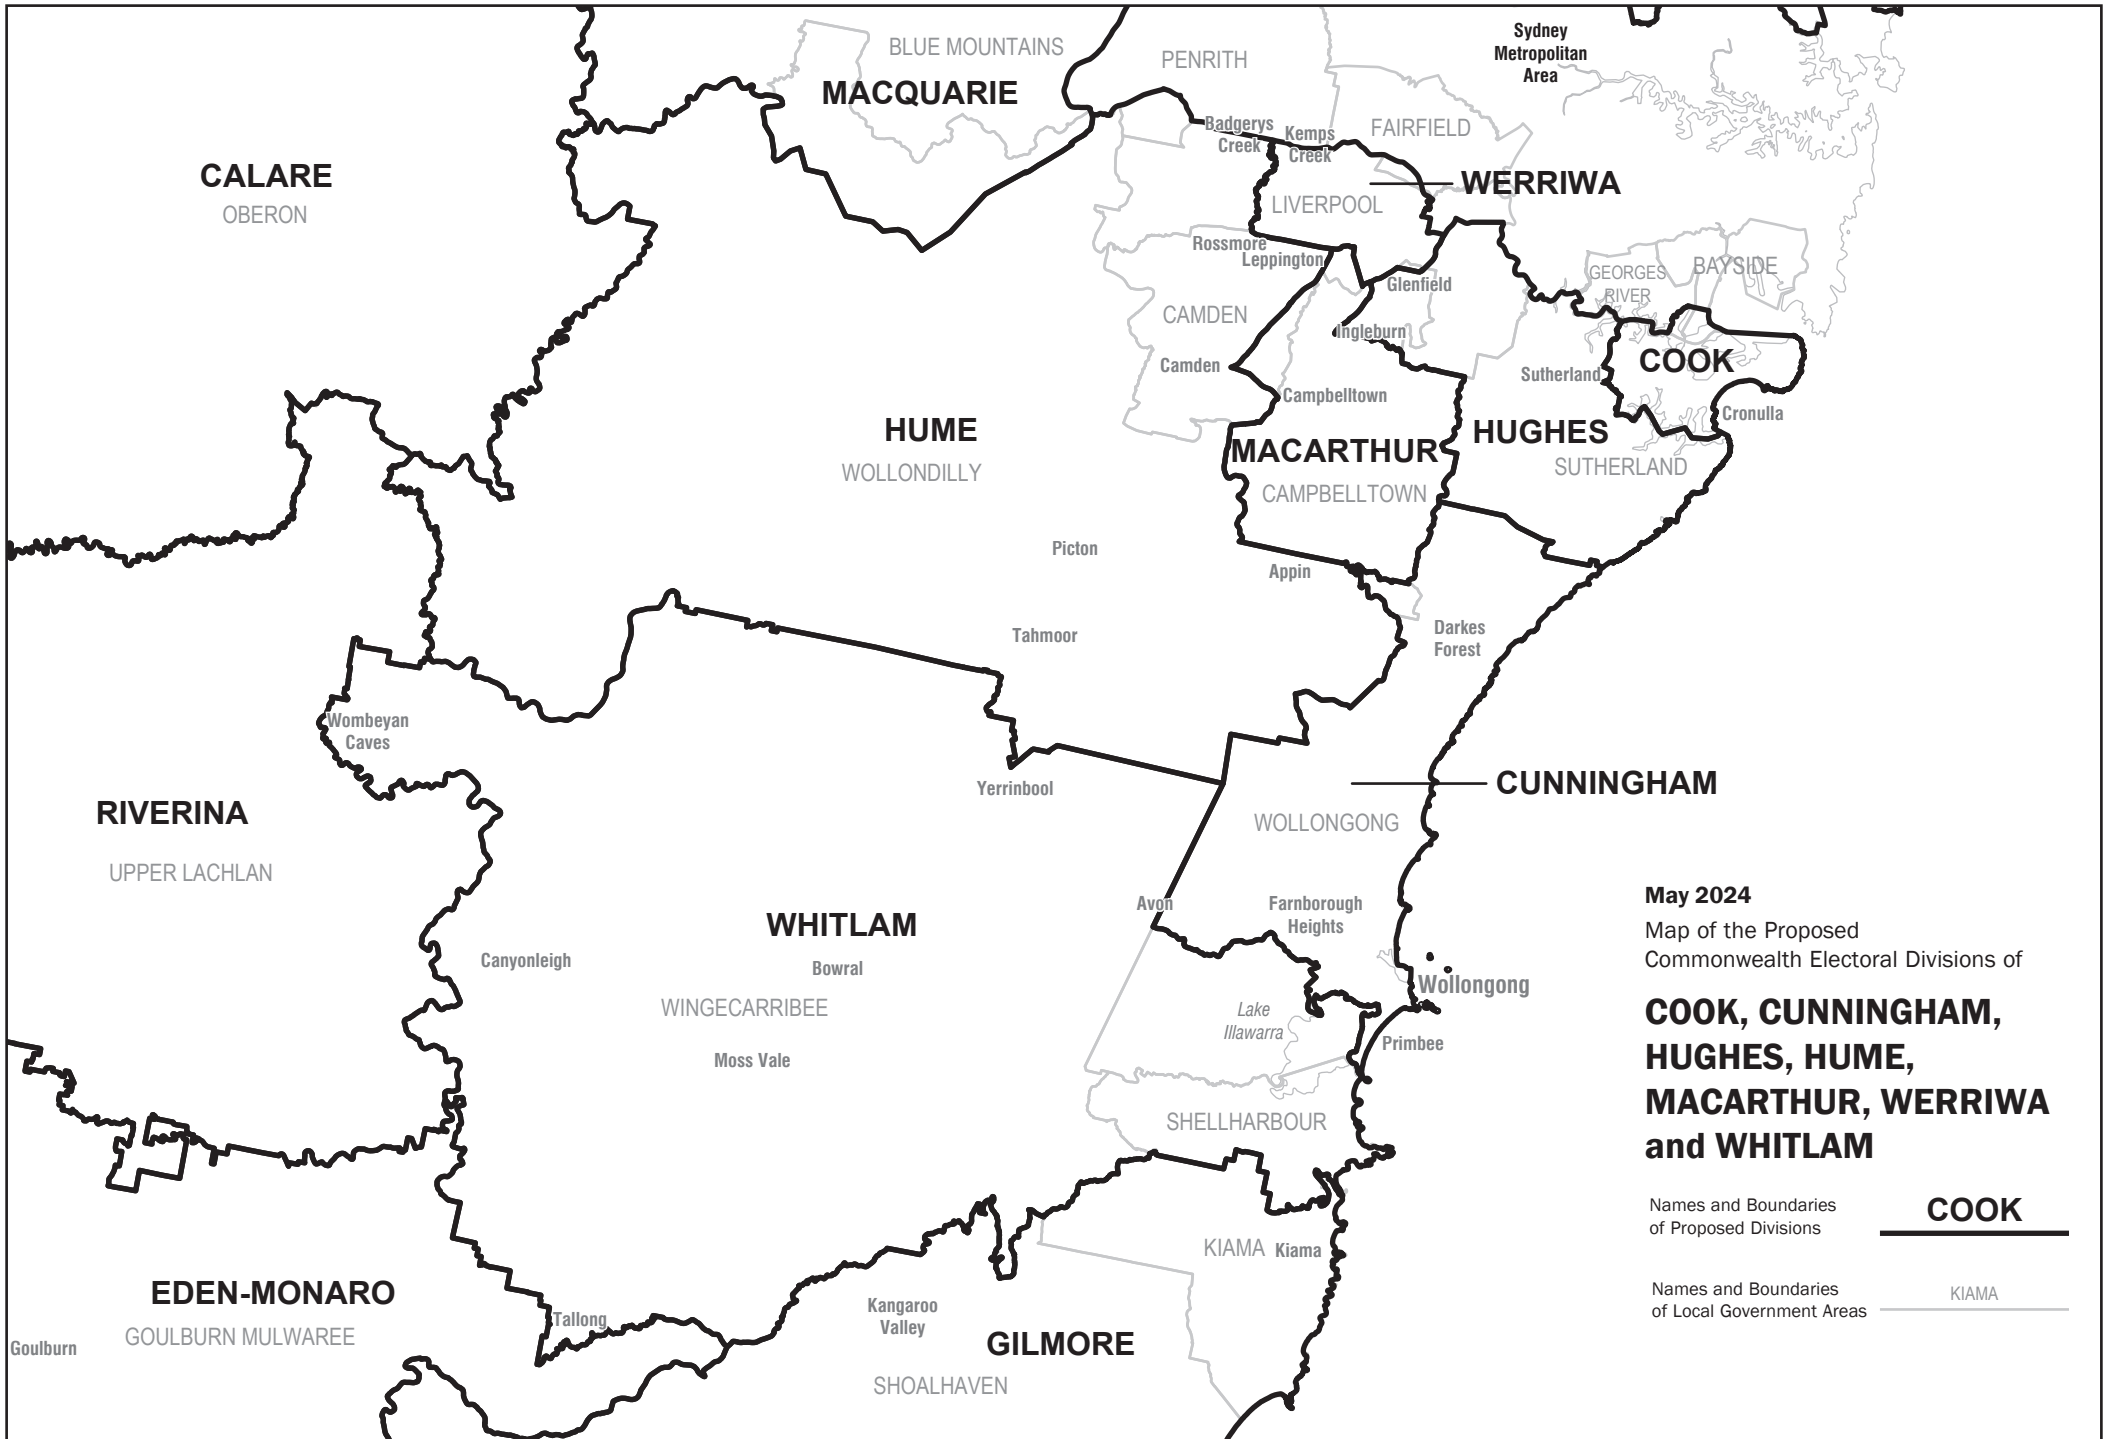 Sydney
Metropolitan
Area
BLUE MOUNTAINS
PENRITH
MACQUARIE
Badgerys
Creek
Kemps
Creek
FAIRFIELD
CALARE
OBERON
WERRIWA
LIVERPOOL
Rossmore
Leppington
GEORGES
RIVER
BAYSIDE
Glenfield
CAMDEN
Ingleburn
Camden
Sutherland
COOK
Campbelltown
Cronulla
HUME
WOLLONDILLY
MACARTHUR
CAMPBELLTOWN
HUGHES
SUTHERLAND
Picton
Appin
Tahmoor
Darkes
Forest
Wombeyan
Caves
Yerrinbool
CUNNINGHAM
WOLLONGONG
RIVERINA
UPPER LACHLAN
Avon
Farnborough
Heights
WHITLAM
Bowral
Canyonleigh
WINGECARRIBEE
Moss Vale
Wollongong
Lake
Illawarra
Primbee
SHELLHARBOUR
KIAMA
Kiama
EDEN-MONARO
GOULBURN MULWAREE
Goulburn
Tallong
Kangaroo
Valley
GILMORE
SHOALHAVEN
May 2024
Map of the Proposed
Commonwealth Electoral Divisions of
COOK, CUNNINGHAM,
HUGHES, HUME,
MACARTHUR, WERRIWA
and WHITLAM
Names and Boundaries
of Proposed Divisions
COOK
Names and Boundaries
of Local Government Areas
KIAMA